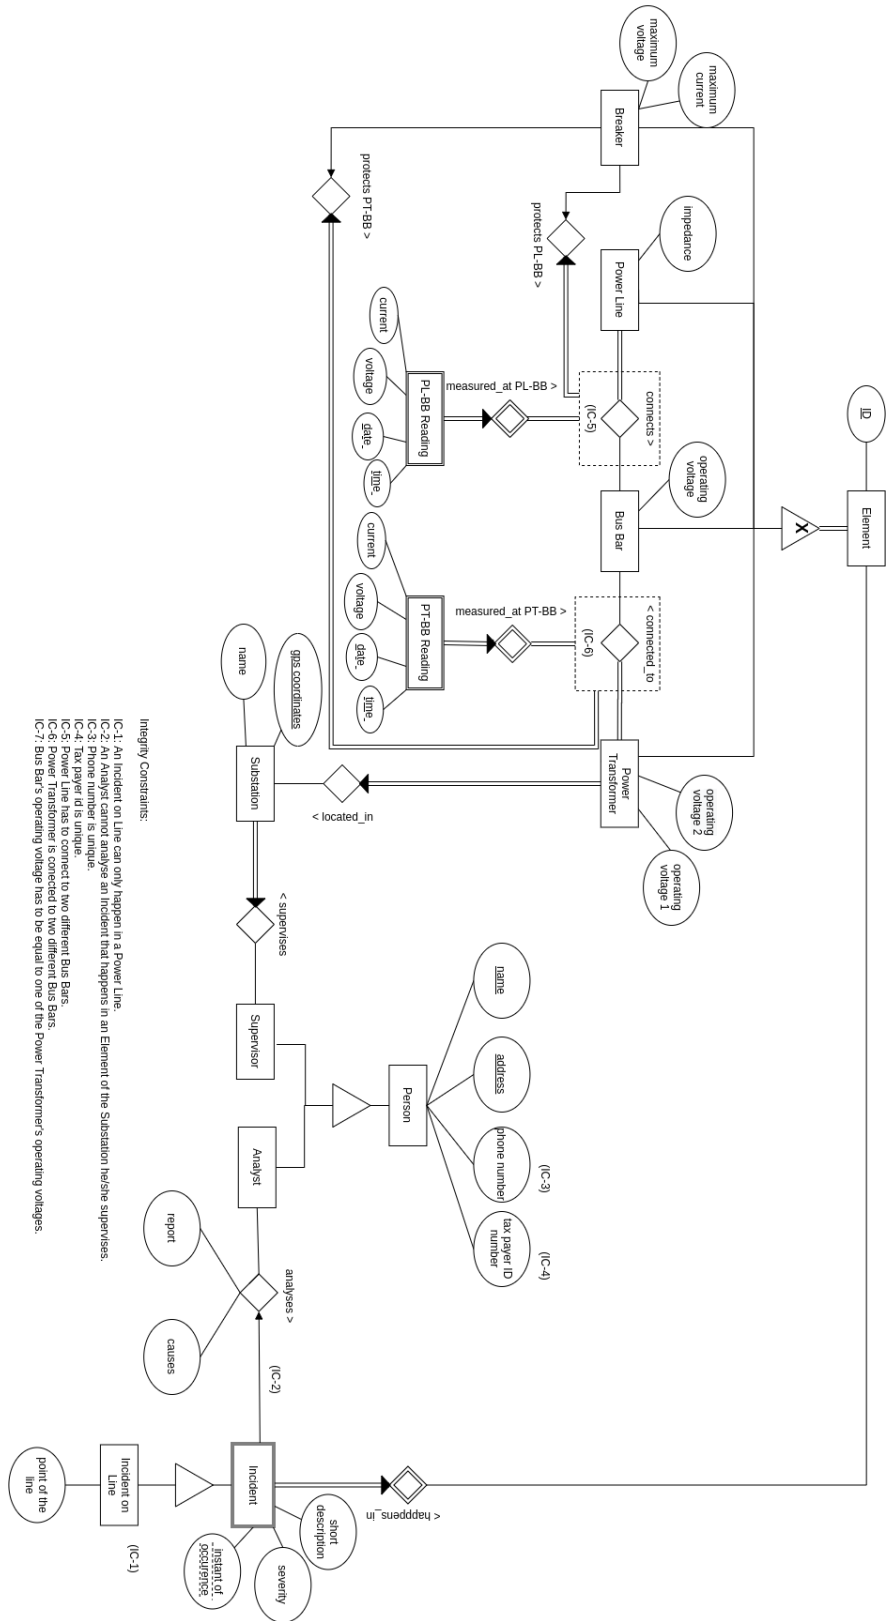 ID
Element
X
maximum
current
maximum
voltage
impedance
operating
voltage
operating
voltage 2
operating
voltage 1
Breaker
Power Line
connects >
(IC-5)
Bus Bar
< connected_to
(IC-6)
Power
Transformer
protects PL-BB >
protects PT-BB >
measured_at PL-BB >
measured_at PT-BB >
PL-BB Reading
current
voltage
date
time
PT-BB Reading
current
voltage
date
time
< located_in
gps coordinates
name
Substation
< supervises
Supervisor
name
address
phone number
(IC-3)
tax payer ID
number
(IC-4)
Person
Analyst
analyses >
report
causes
(IC-2)
Incident
< happpens_in
short
description
severity
instant of
occurence
Incident on
Line
(IC-1)
point of the
line
Integrity Constraints:
IC-1: An Incident on Line can only happen in a Power Line.
IC-2: An Analyst cannot analyse an Incident that happens in an Element of the Substation he/she supervises.
IC-3: Phone number is unique.
IC-4: Tax payer id is unique.
IC-5: Power Line has to connect to two different Bus Bars.
IC-6: Power Transformer is conected to two different Bus Bars.
IC-7: Bus Bar's operating voltage has to be equal to one of the Power Transformer's operating voltages.